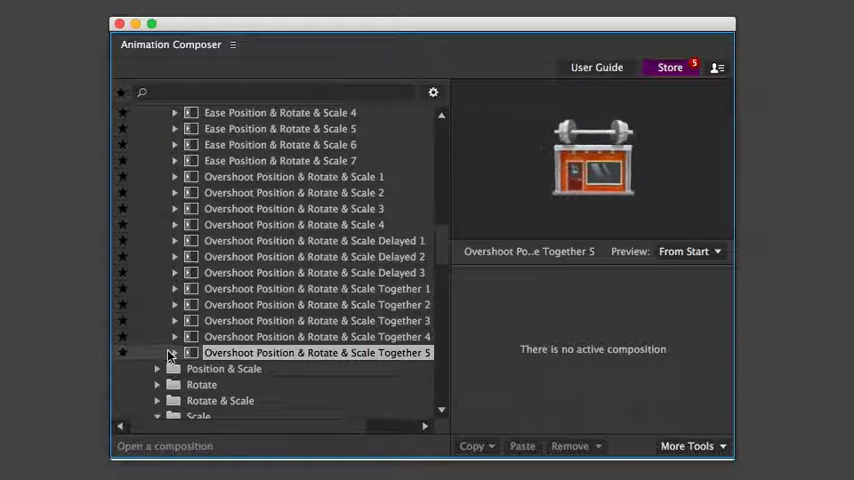 Animation Composer
User Guide
Store
5
Ease Position & Rotate & Scale 4
Ease Position & Rotate & Scale 5
Ease Position & Rotate & Scale 6
Ease Position & Rotate & Scale 7
Overshoot Position & Rotate & Scale 1
Overshoot Position & Rotate & Scale 2
Overshoot Position & Rotate & Scale 3
Overshoot Position & Rotate & Scale 4
Overshoot Position & Rotate & Scale Delayed 1
Overshoot Position & Rotate & Scale Delayed 2
Overshoot Position & Rotate & Scale Delayed 3
Overshoot Position & Rotate & Scale Together 1
Overshoot Position & Rotate & Scale Together 2
Overshoot Position & Rotate & Scale Together 3
Overshoot Position & Rotate & Scale Together 4
Overshoot Position & Rotate & Scale Together 5
Position & Scale
Rotate
Rotate & Scale
Scale
Overshoot Po..e Together 5
Preview:
From Start
There is no active composition
Open a composition
Copy
Paste
Remove
More Tools